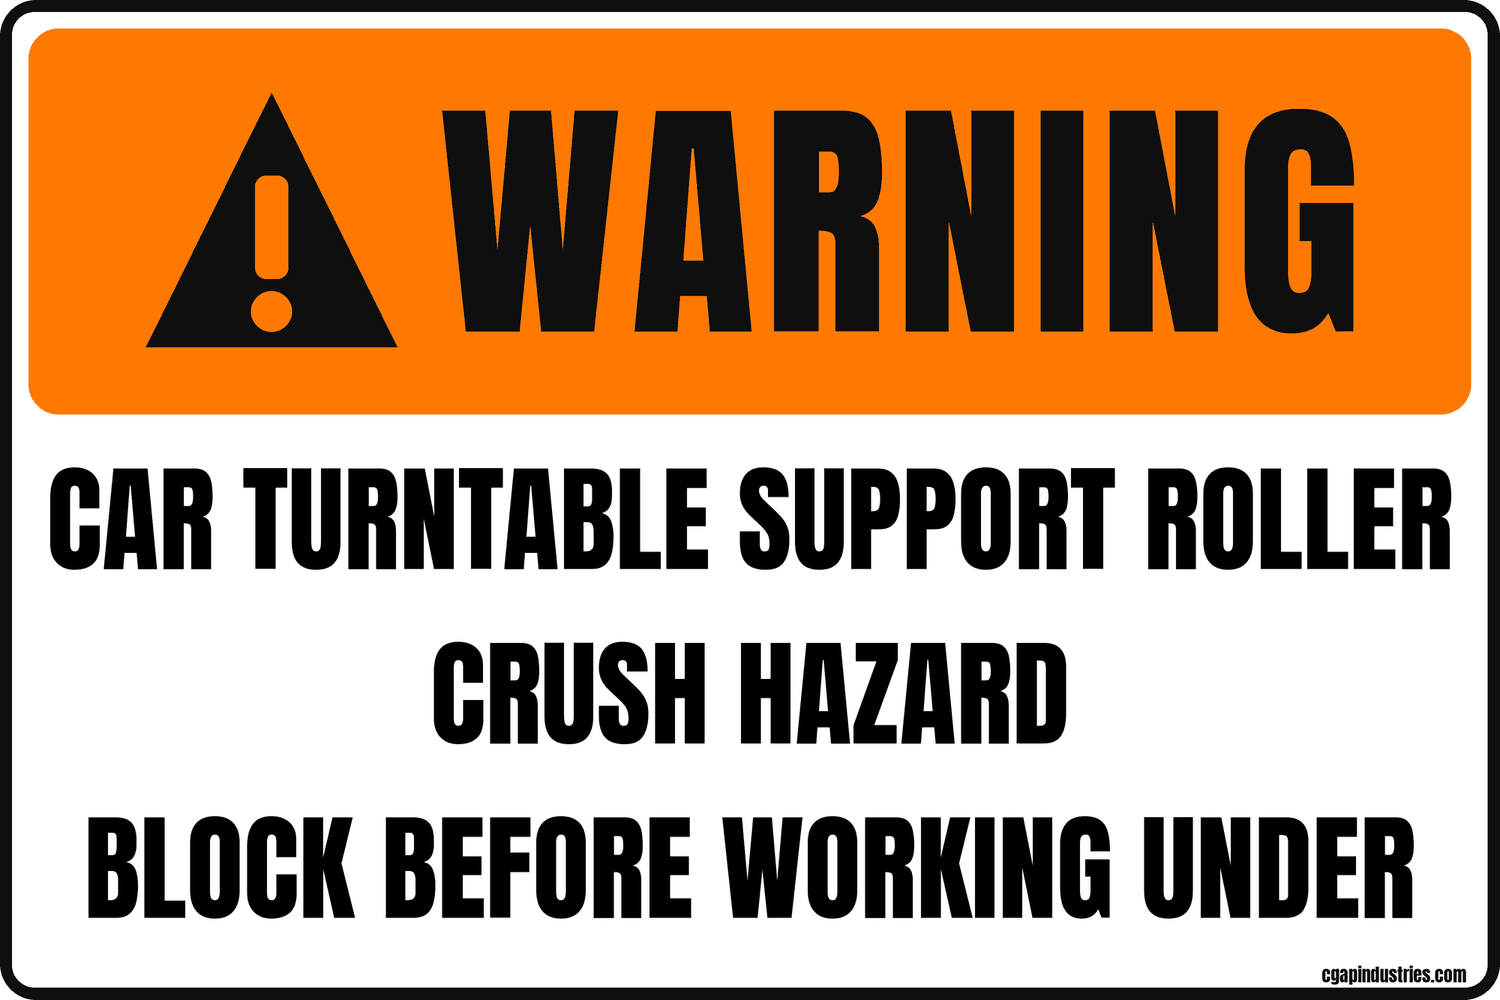 WARNING
CAR TURNTABLE SUPPORT ROLLER
CRUSH HAZARD
BLOCK BEFORE WORKING UNDER
cgapindustries.com